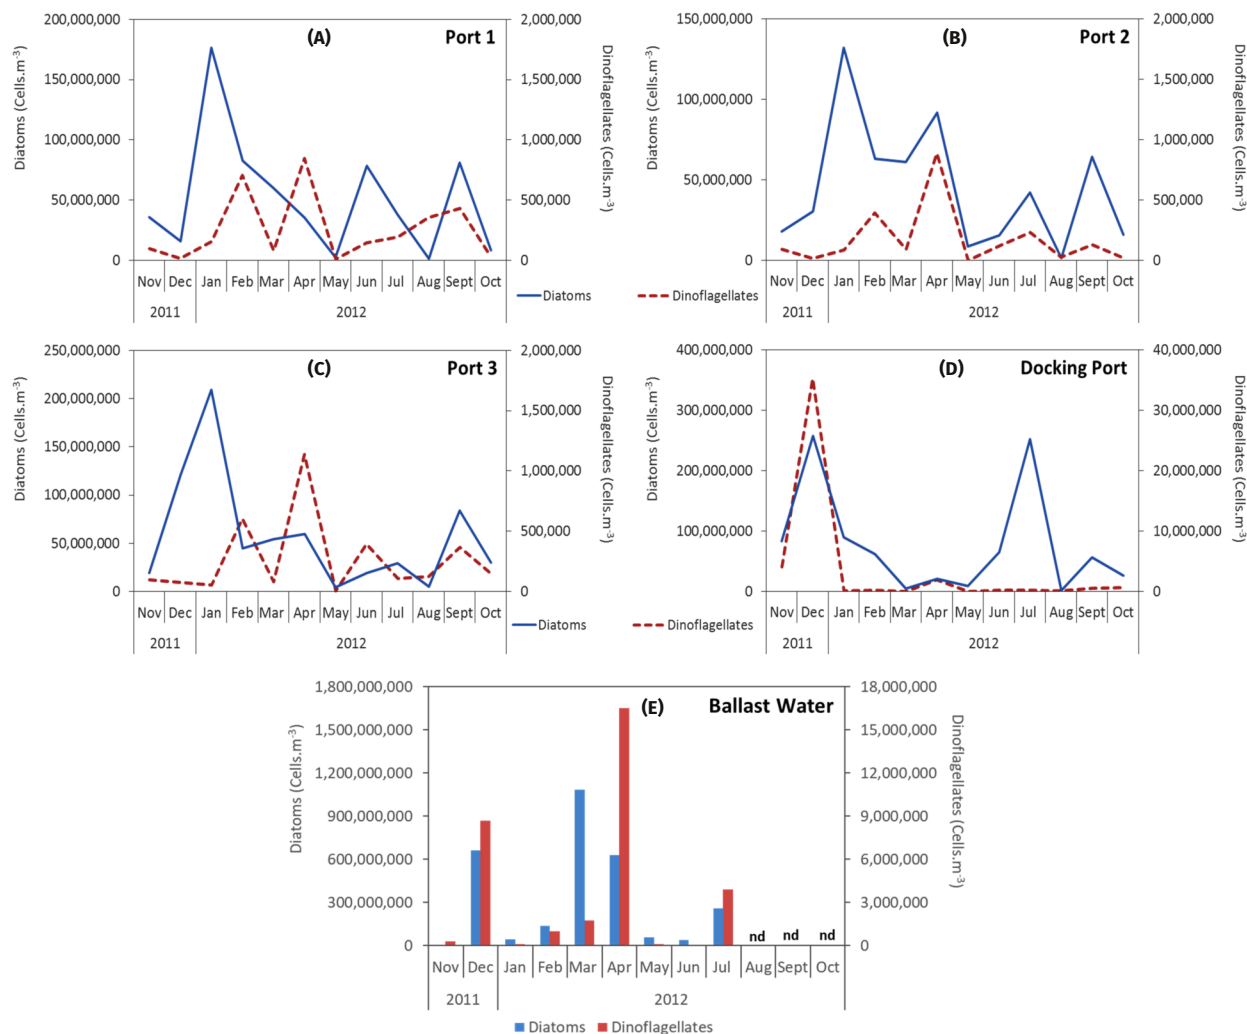 (A) Port 1
Diatoms (Cells.m-3)
200,000,000
150,000,000
100,000,000
50,000,000
0
2,000,000
1,500,000
1,000,000
500,000
0
Dinoflagellates (Cells.m-3)
Nov Dec Jan Feb Mar Apr May Jun Jul Aug Sept Oct
2011 2012
(B) Port 2
Diatoms (Cells.m-3)
150,000,000
100,000,000
50,000,000
0
2,000,000
1,500,000
1,000,000
500,000
0
Dinoflagellates (Cells.m-3)
Nov Dec Jan Feb Mar Apr May Jun Jul Aug Sept Oct
2011 2012
Diatoms Dinoflagellates
(C) Port 3
Diatoms (Cells.m-3)
250,000,000
200,000,000
150,000,000
100,000,000
50,000,000
0
2,000,000
1,500,000
1,000,000
500,000
0
Dinoflagellates (Cells.m-3)
Nov Dec Jan Feb Mar Apr May Jun Jul Aug Sept Oct
2011 2012
(D) Docking Port
Diatoms (Cells.m-3)
400,000,000
300,000,000
200,000,000
100,000,000
0
40,000,000
30,000,000
20,000,000
10,000,000
0
Dinoflagellates (Cells.m-3)
Nov Dec Jan Feb Mar Apr May Jun Jul Aug Sept Oct
2011 2012
Diatoms Dinoflagellates
(E) Ballast Water
Diatoms (Cells.m-3)
1,800,000,000
1,500,000,000
1,200,000,000
900,000,000
600,000,000
300,000,000
0
18,000,000
15,000,000
12,000,000
9,000,000
6,000,000
3,000,000
0
Dinoflagellates (Cells.m-3)
nd nd nd
Nov Dec Jan Feb Mar Apr May Jun Jul Aug Sept Oct
2011 2012
Diatoms Dinoflagellates